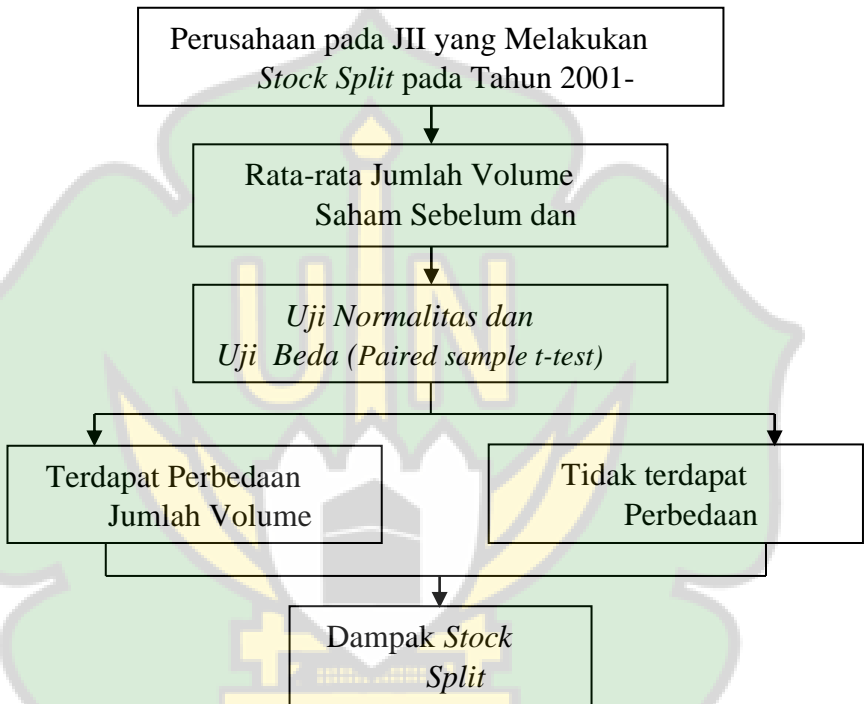 Perusahaan pada JII yang Melakukan
Stock Split pada Tahun 2001-
Rata-rata Jumlah Volume
Saham Sebelum dan
UIN
Uji Normalitas dan
Uji Beda (Paired sample t-test)
Terdapat Perbedaan
Jumlah Volume
Tidak terdapat
Perbedaan
Dampak Stock
Split